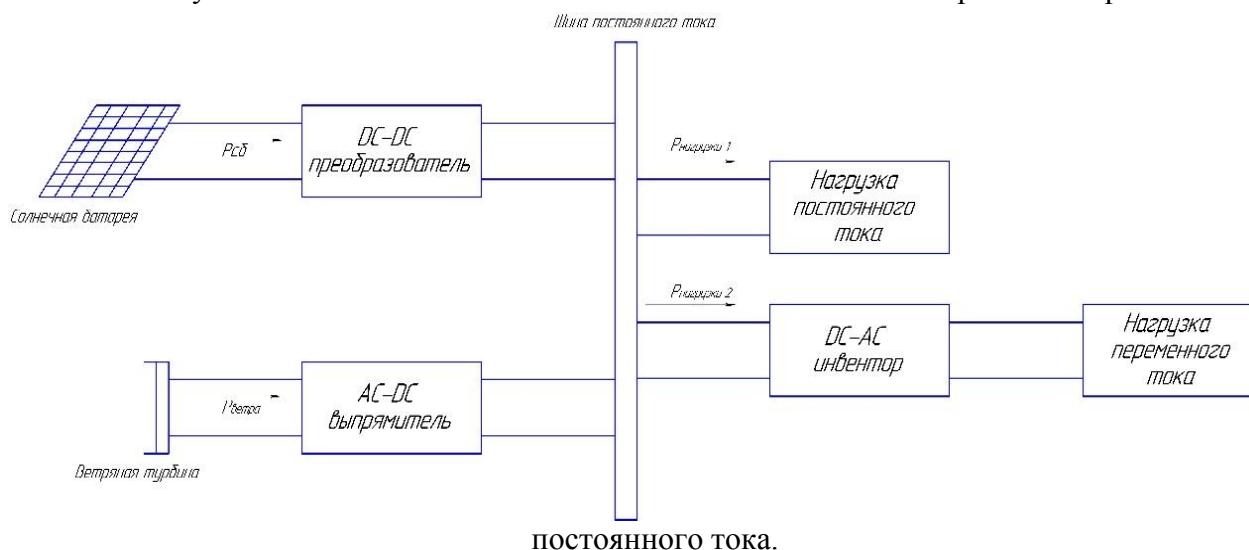 Шина постоянного тока
DC-DC
преобразователь
Pсб
Солнечная батарея
Pнагрузки 1
Нагрузка
постоянного
тока
Pнагрузки 2
DC-AC
инвентор
Нагрузка
переменного
тока
AC-DC
выпрямитель
Pветра
Ветряная турбина
постоянного тока.